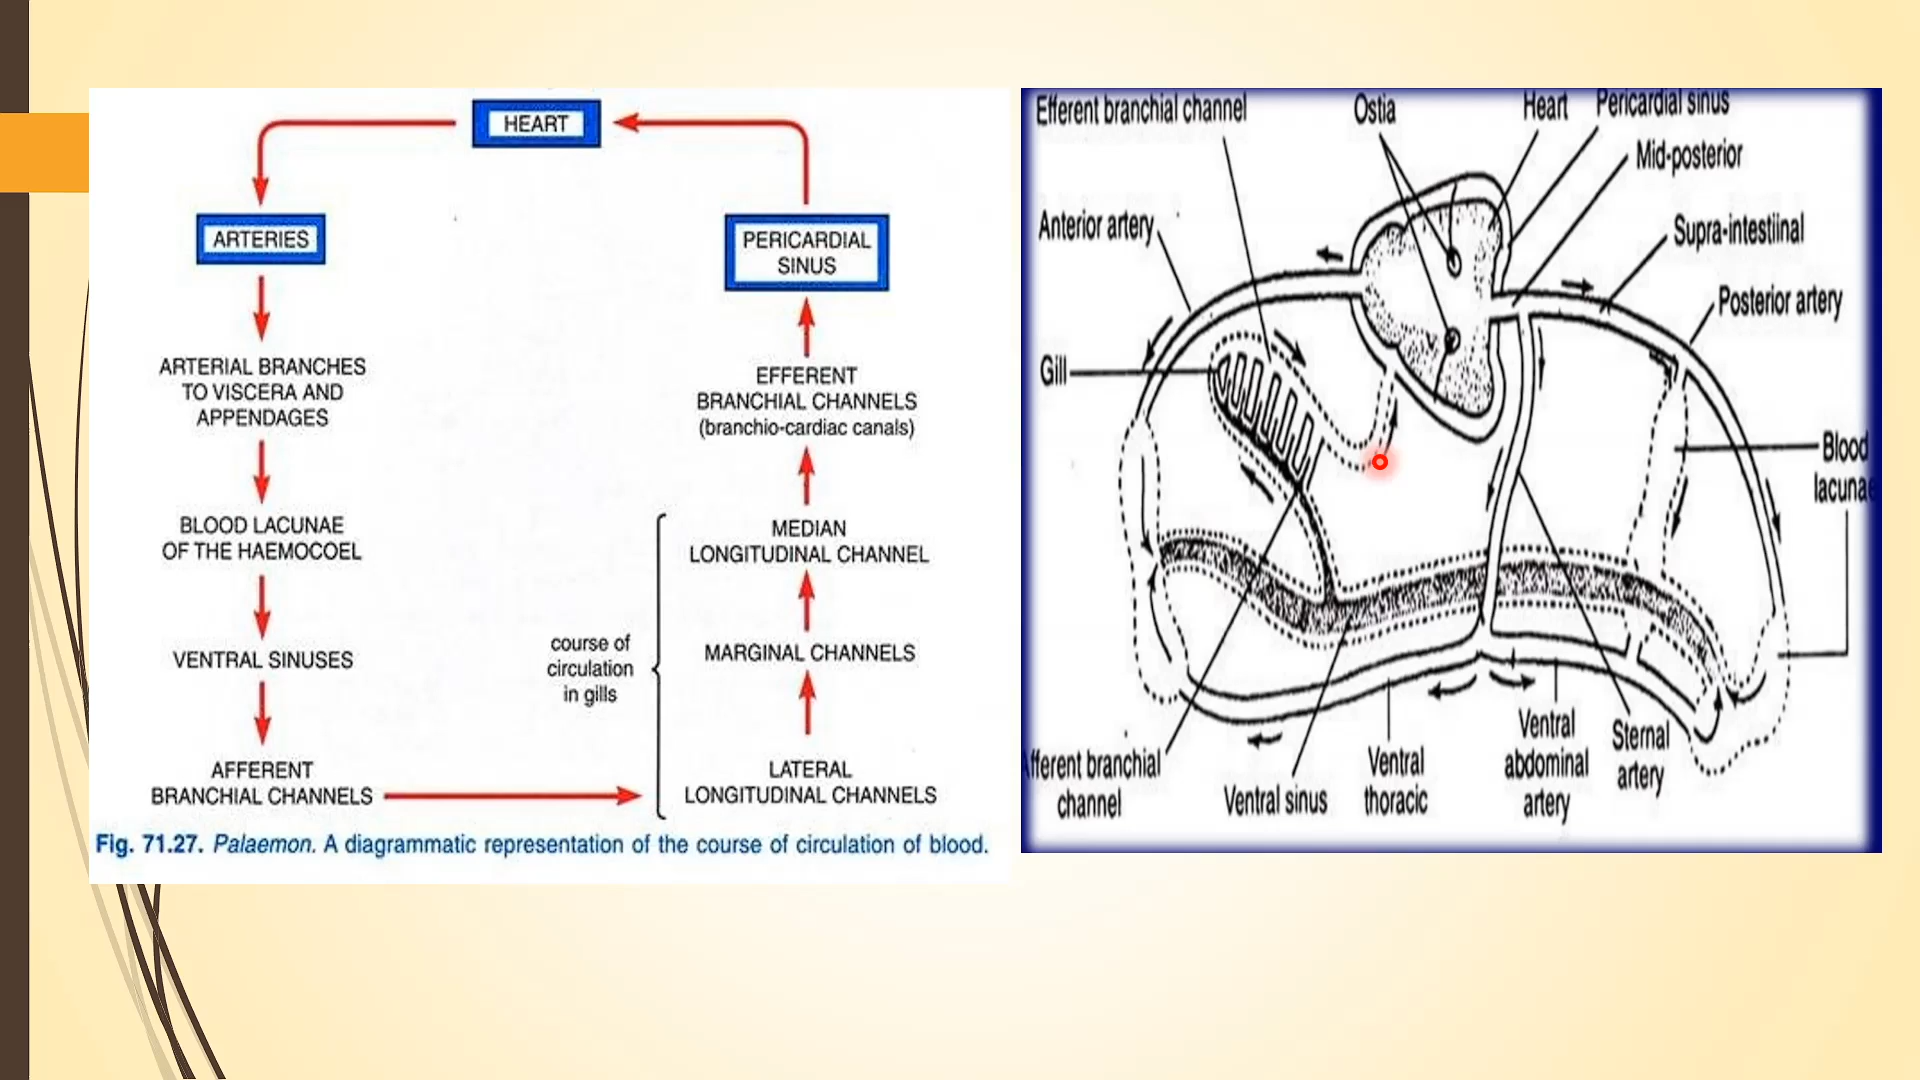 HEART
ARTERIES
ARTERIAL BRANCHES
TO VISCERA AND
APPENDAGES
BLOOD LACUNAE
OF THE HAEMOCOEL
VENTRAL SINUSES
AFFERENT
BRANCHIAL CHANNELS
PERICARDIAL
SINUS
EFFERENT
BRANCHIAL CHANNELS
(branchio-cardiac canals)
MEDIAN
LONGITUDINAL CHANNEL
MARGINAL CHANNELS
LATERAL
LONGITUDINAL CHANNELS
course of
circulation
in gills
Fig. 71.27. Palaemon. A diagrammatic representation of the course of circulation of blood.
Efferent branchial channel
Ostia
Heart
Pericardial sinus
Mid-posterior
Anterior artery
Supra-intestiinal
Posterior artery
Gill
Blood
lacunae
fferent branchial
channel
Ventral sinus
Ventral
thoracic
Ventral
abdominal
artery
Sternal
artery